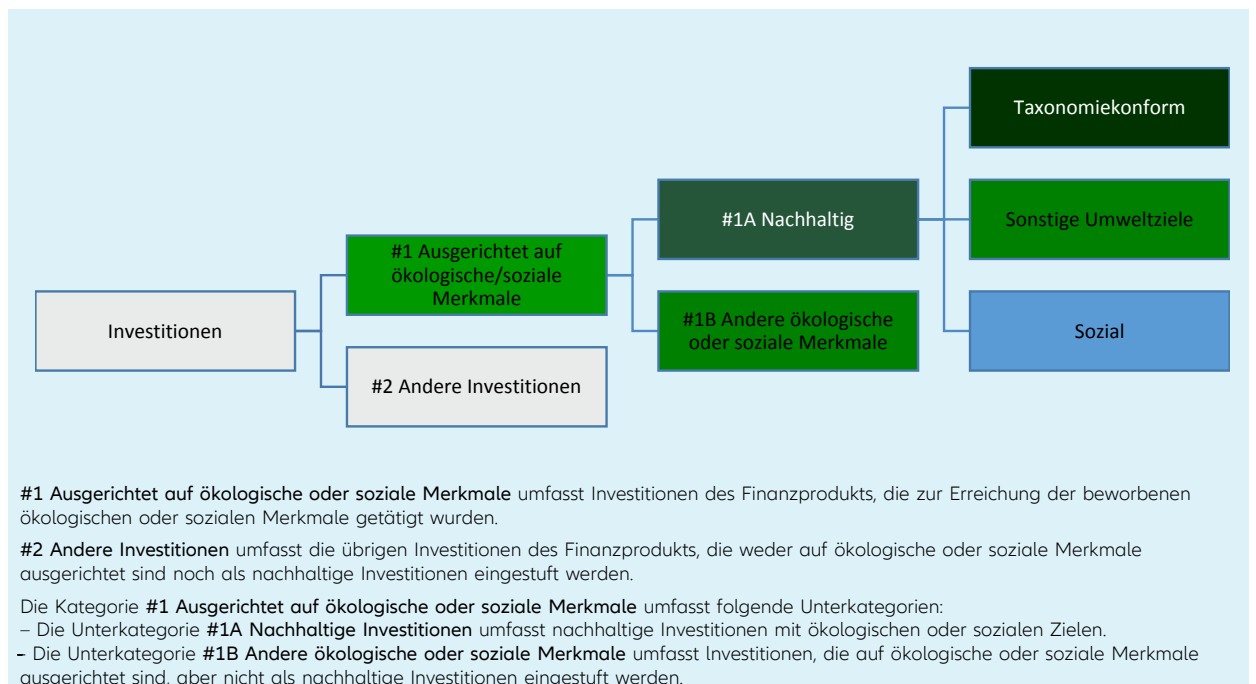 Taxonomiekonform
#1A Nachhaltig
Sonstige Umweltziele
#1 Ausgerichtet auf
ökologische/soziale
Merkmale
Investitionen
#1B Andere ökologische
oder soziale Merkmale
Sozial
#2 Andere Investitionen
#1 Ausgerichtet auf ökologische oder soziale Merkmale umfasst Investitionen des Finanzprodukts, die zur Erreichung der beworbenen
ökologischen oder sozialen Merkmale getätigt wurden.
#2 Andere Investitionen umfasst die übrigen Investitionen des Finanzprodukts, die weder auf ökologische oder soziale Merkmale
ausgerichtet sind noch als nachhaltige Investitionen eingestuft werden.
Die Kategorie #1 Ausgerichtet auf ökologische oder soziale Merkmale umfasst folgende Unterkategorien:
– Die Unterkategorie #1A Nachhaltige Investitionen umfasst nachhaltige Investitionen mit ökologischen oder sozialen Zielen.
- Die Unterkategorie #1B Andere ökologische oder soziale Merkmale umfasst Investitionen, die auf ökologische oder soziale Merkmale
ausgerichtet sind, aber nicht als nachhaltige Investitionen eingestuft werden.